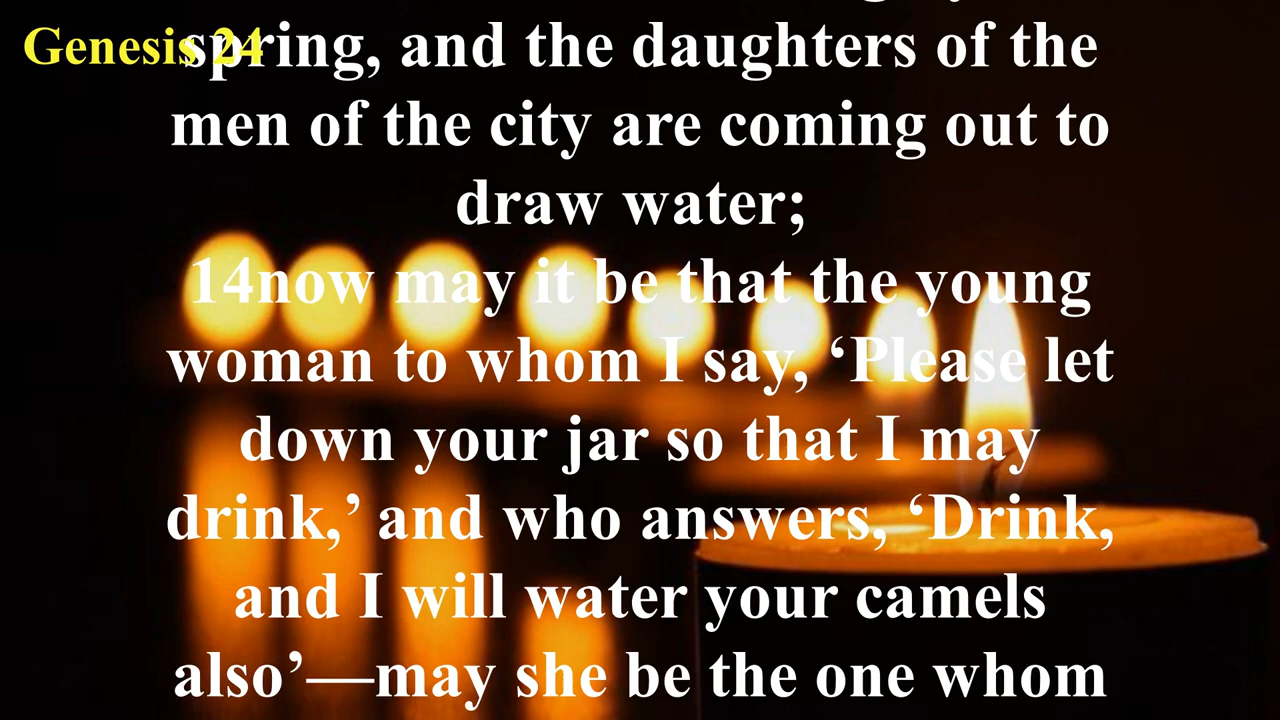 Genesis 24
spring, and the daughters of the
men of the city are coming out to
draw water;
14now may it be that the young
woman to whom I say, ‘Please let
down your jar so that I may
drink,’ and who answers, ‘Drink,
and I will water your camels
also’—may she be the one whom